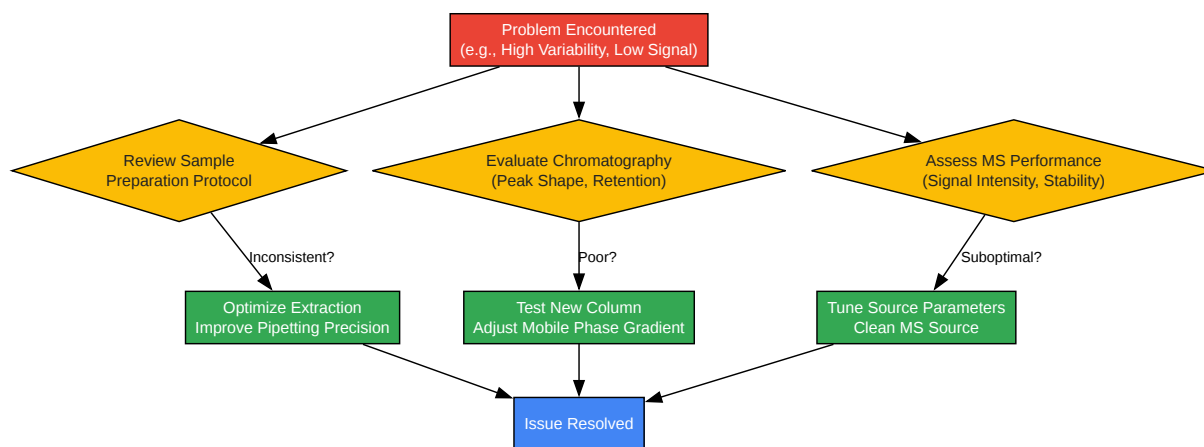 Problem Encountered
(e.g., High Variability, Low Signal)
Review Sample
Preparation Protocol
Evaluate Chromatography
(Peak Shape, Retention)
Assess MS Performance
(Signal Intensity, Stability)
Inconsistent?
Poor?
Suboptimal?
Optimize Extraction
Improve Pipetting Precision
Test New Column
Adjust Mobile Phase Gradient
Tune Source Parameters
Clean MS Source
Issue Resolved